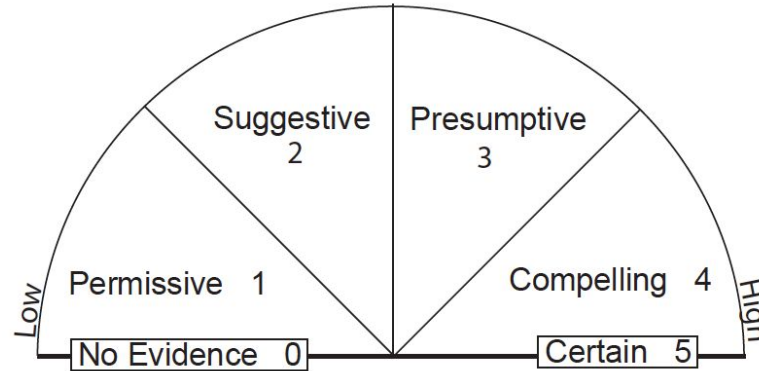 Suggestive
2
Presumptive
3
Permissive 1
Compelling 4
Low
High
No Evidence 0
Certain 5